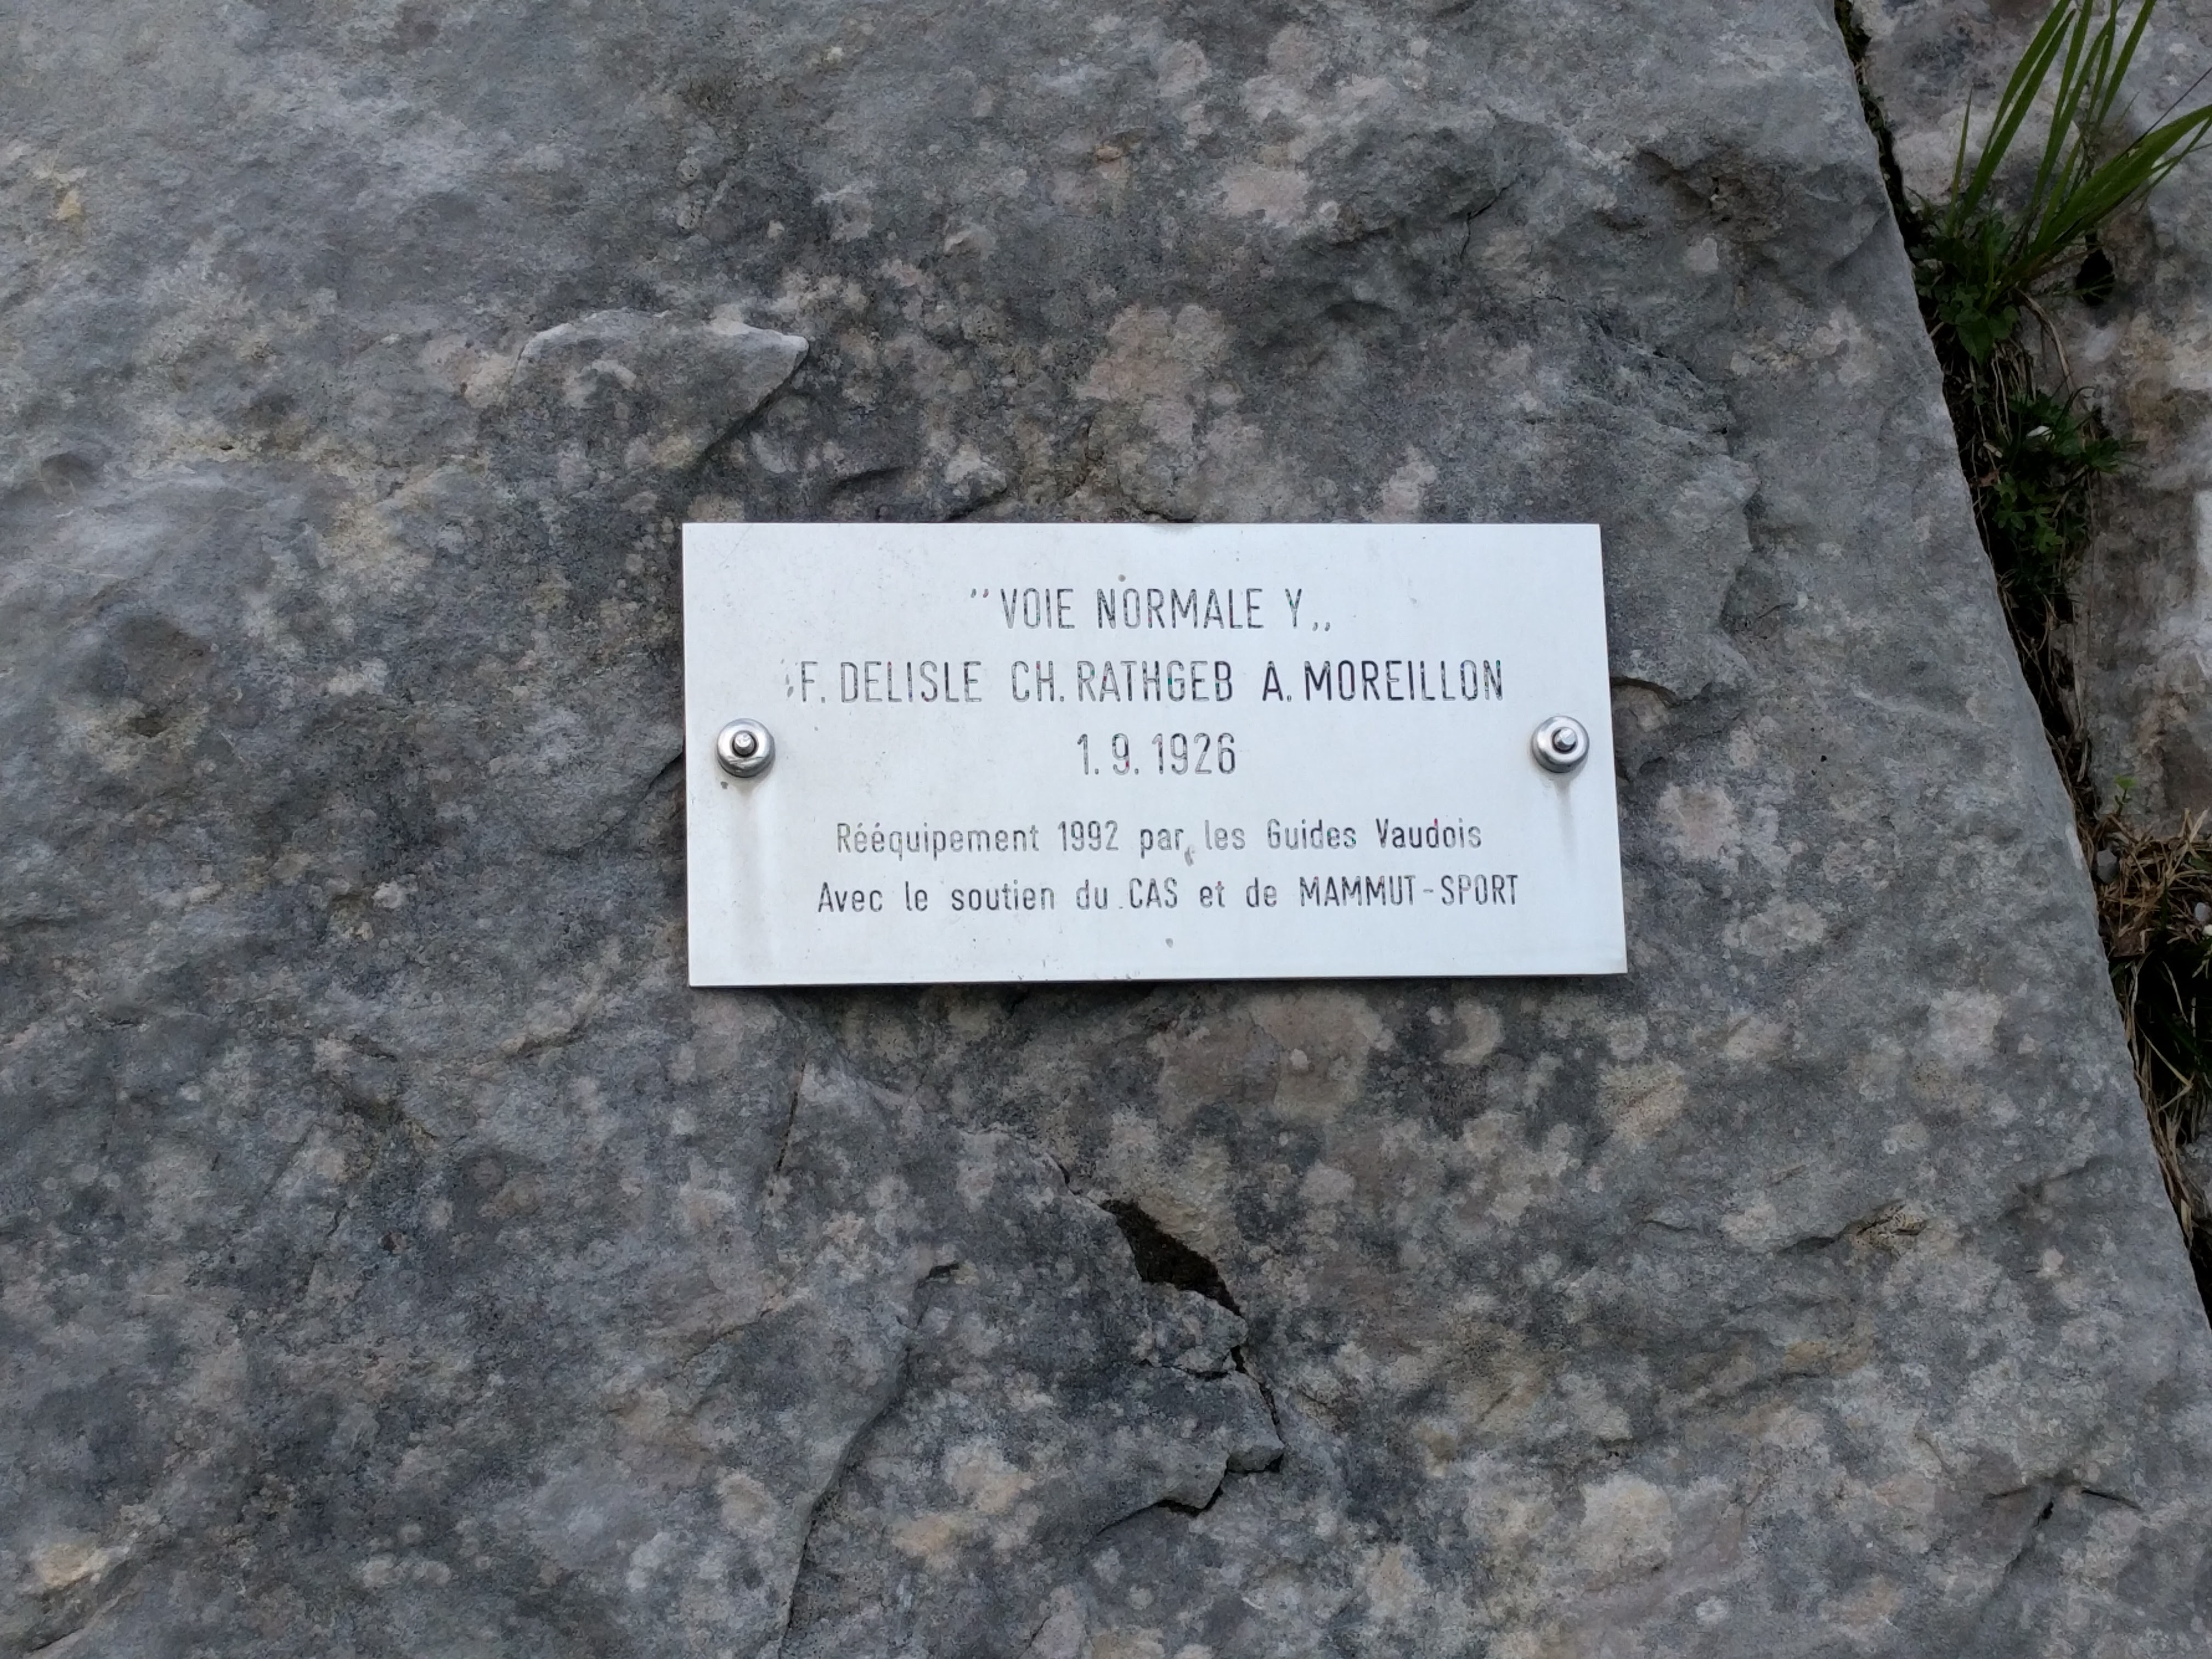 "VOIE NORMALE Y„
F. DELISLE CH. RATHGEB A. MOREILLON
1.9.1926
Rééquipement 1992 par les Guides Vaudois
Avec le soutien du CAS et de MAMMUT-SPORT